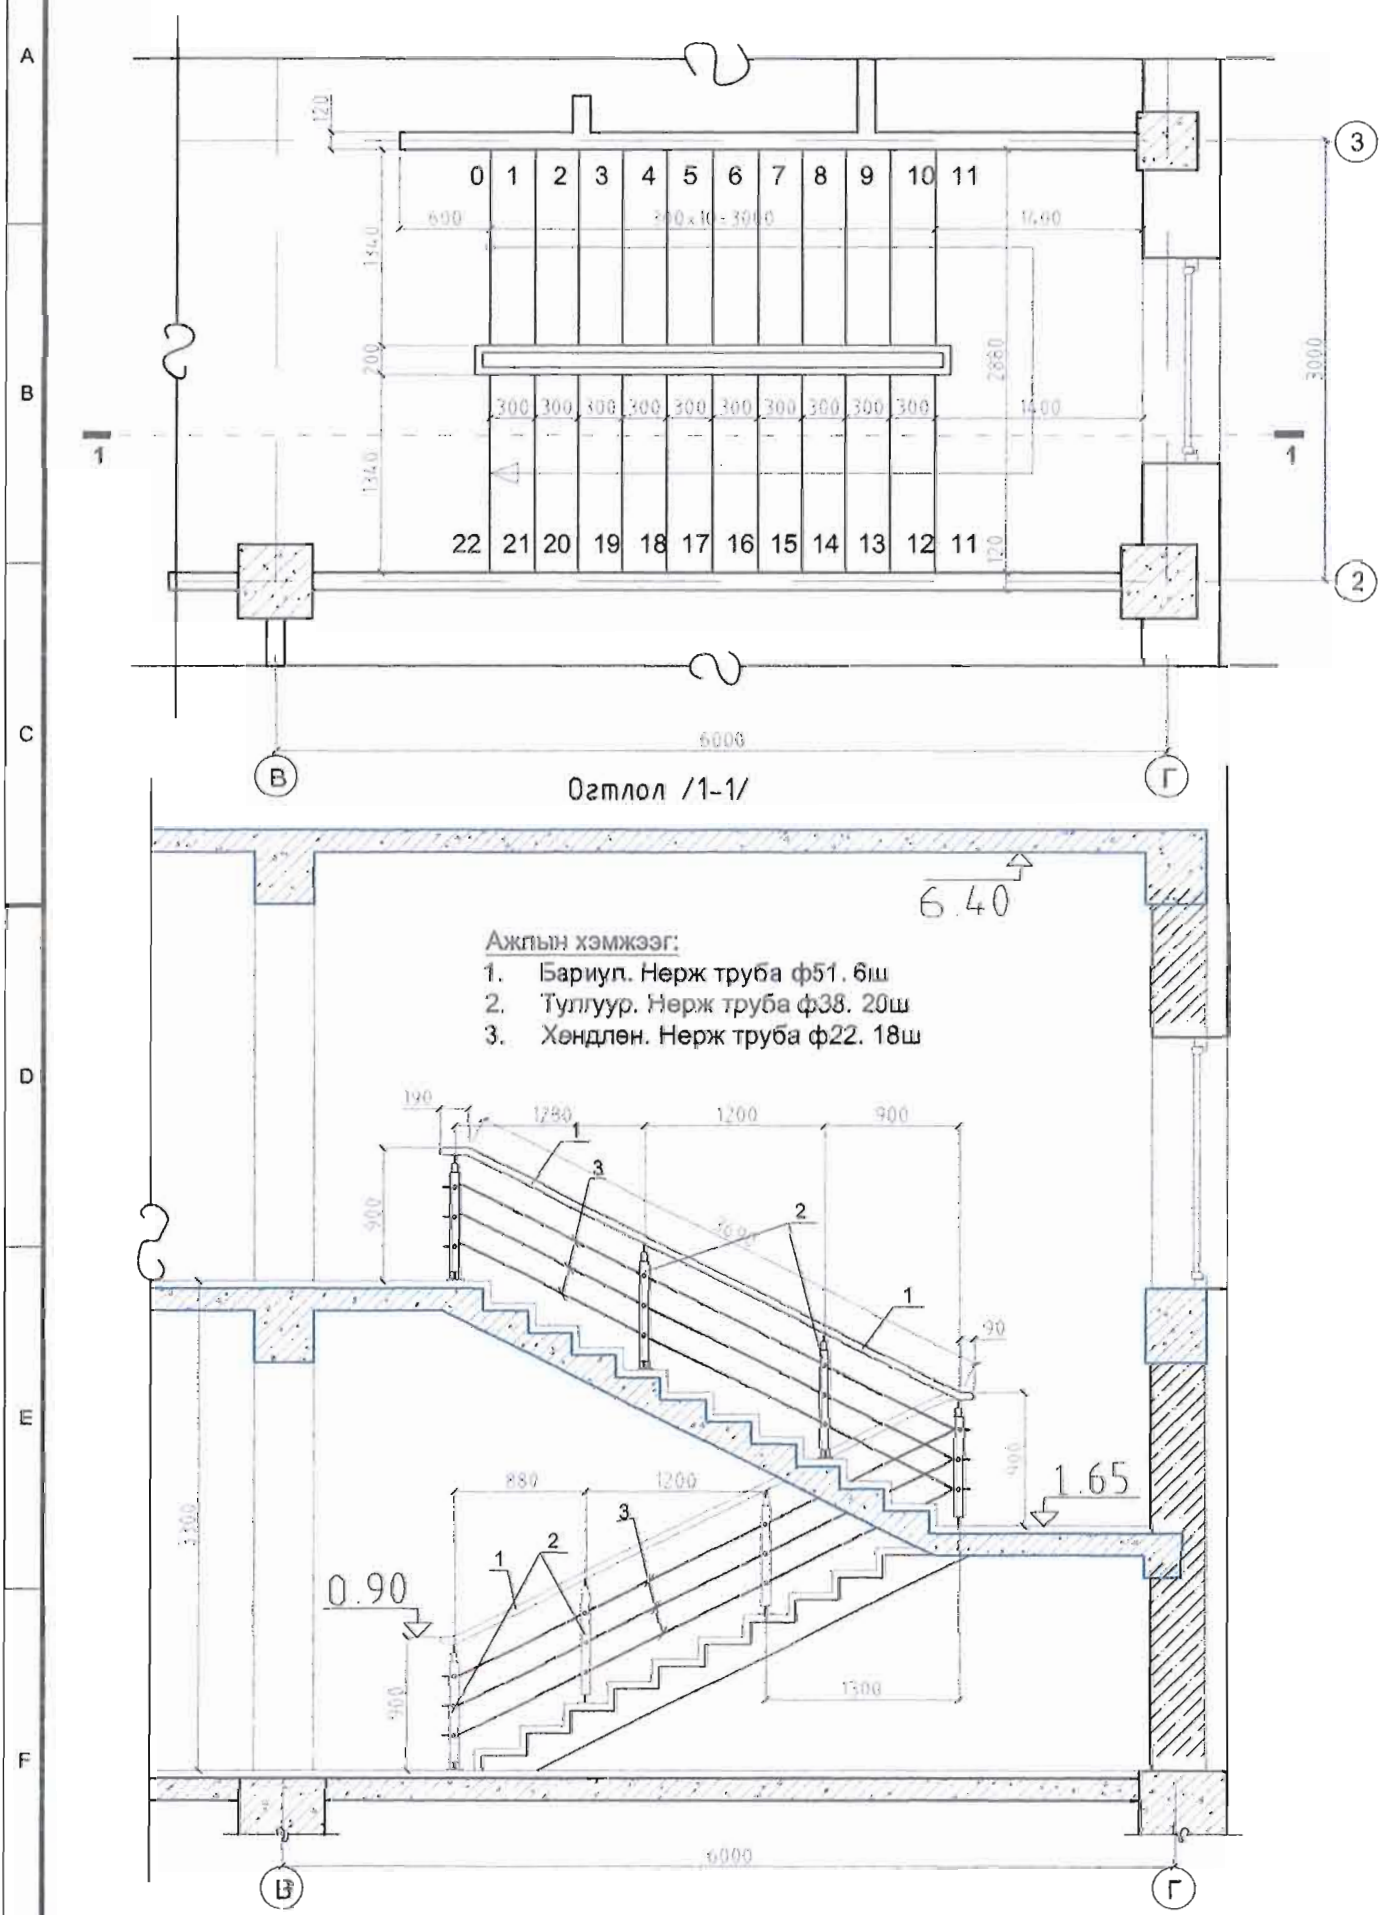 A
B
C
D
E
F
120
3
0 1 2 3 4 5 6 7 8 9 10 11
600 300x10=3000 1400
1340
200
2880
3000
300 300 300 300 300 300 300 300 300 300 1400
1 1
1340
22 21 20 19 18 17 16 15 14 13 12 11
120
2
6000
В Г
Огтлол /1-1/
6.40
Ажлын хэмжээг:
1. Бариул. Нерж труба ф51. 6ш
2. Тулгуур. Нерж труба ф38. 20ш
3. Хөндлөн. Нерж труба ф22. 18ш
190 1280 1200 900
1
3
2
900
1
90
900
1.65
880 1200
3
2
1
3300
0.90
900
1300
6000
В Г